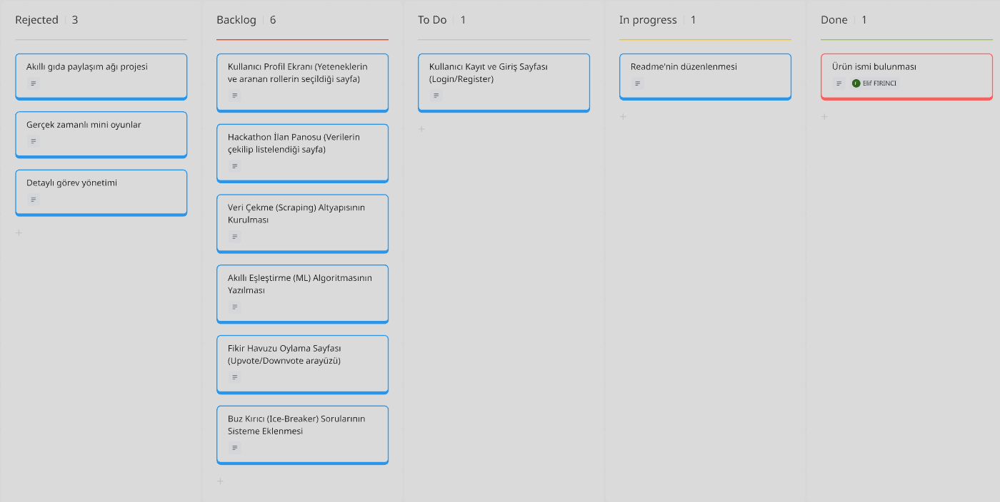 Rejected 3
Akıllı gıda paylaşım ağı projesi
Gerçek zamanlı mini oyunlar
Detaylı görev yönetimi
Backlog 6
Kullanıcı Profil Ekranı (Yeteneklerin
ve aranan rollerin seçildiği sayfa)
Hackathon İlan Panosu (Verilerin
çekilip listelendiği sayfa)
Veri Çekme (Scraping) Altyapısının
Kurulması
Akıllı Eşleştirme (ML) Algoritmasının
Yazılması
Fikir Havuzu Oylama Sayfası
(Upvote/Downvote arayüzü)
Buz Kırıcı (Ice-Breaker) Sorularının
Sisteme Eklenmesi
To Do 1
Kullanıcı Kayıt ve Giriş Sayfası
(Login/Register)
In progress 1
Readme'nin düzenlenmesi
Done 1
Ürün ismi bulunması
F Elif FIRINCI